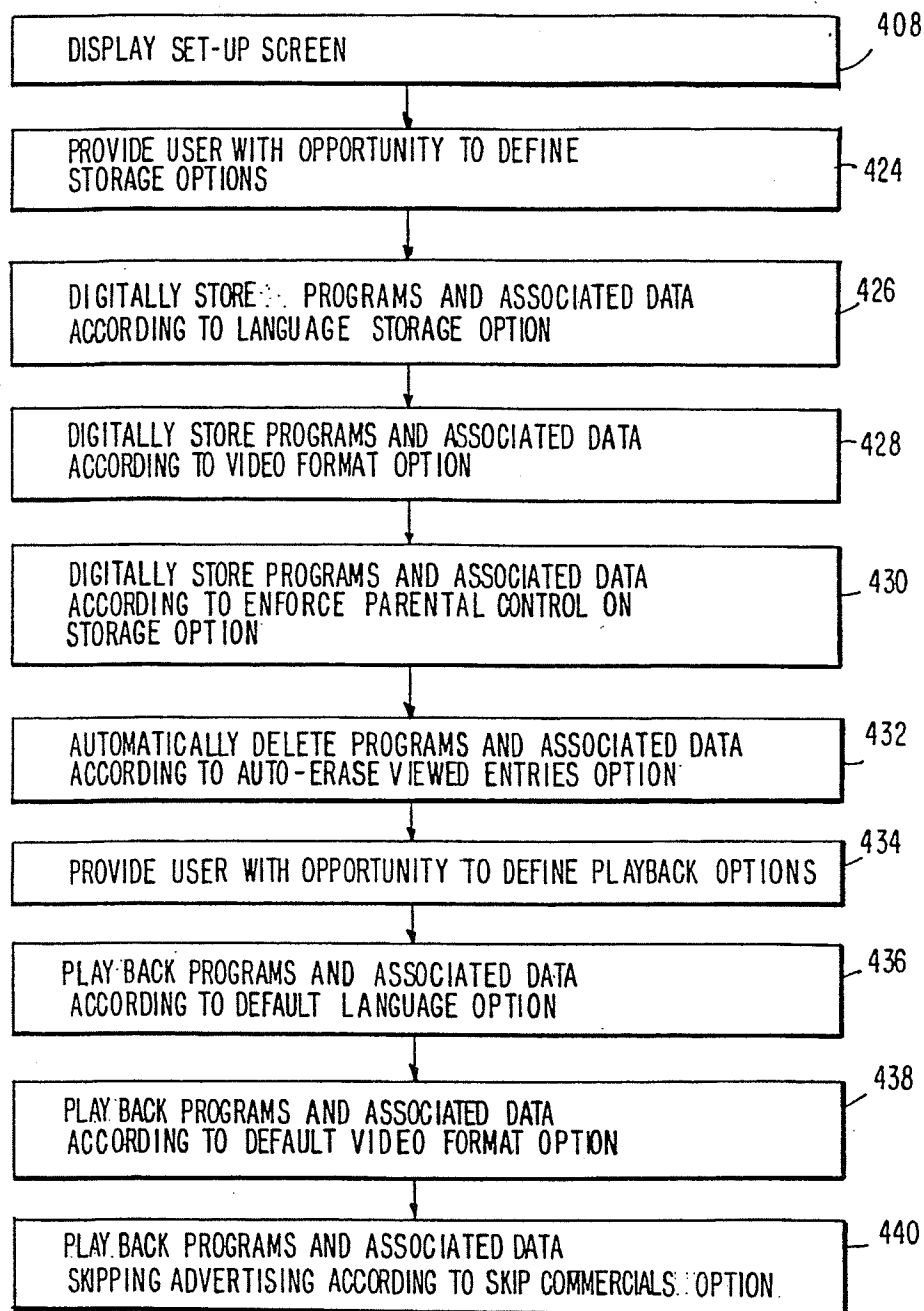 DISPLAY SET-UP SCREEN
408
PROVIDE USER WITH OPPORTUNITY TO DEFINE
STORAGE OPTIONS
424
DIGITALLY STORE PROGRAMS AND ASSOCIATED DATA
ACCORDING TO LANGUAGE STORAGE OPTION
426
DIGITALLY STORE PROGRAMS AND ASSOCIATED DATA
ACCORDING TO VIDEO FORMAT OPTION
428
DIGITALLY STORE PROGRAMS AND ASSOCIATED DATA
ACCORDING TO ENFORCE PARENTAL CONTROL ON
STORAGE OPTION
430
AUTOMATICALLY DELETE PROGRAMS AND ASSOCIATED DATA
ACCORDING TO AUTO-ERASE VIEWED ENTRIES OPTION
432
PROVIDE USER WITH OPPORTUNITY TO DEFINE PLAYBACK OPTIONS
434
PLAY BACK PROGRAMS AND ASSOCIATED DATA
ACCORDING TO DEFAULT LANGUAGE OPTION
436
PLAY BACK PROGRAMS AND ASSOCIATED DATA
ACCORDING TO DEFAULT VIDEO FORMAT OPTION
438
PLAY BACK PROGRAMS AND ASSOCIATED DATA
SKIPPING ADVERTISING ACCORDING TO SKIP COMMERCIALS OPTION
440